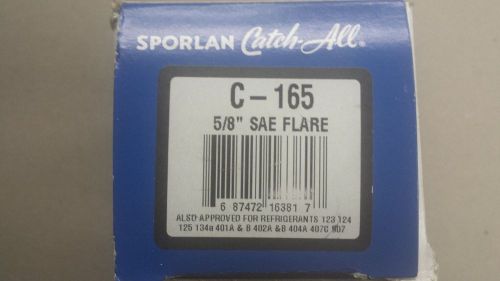 SPORLAN Catch-All®
C-165
5/8" SAE FLARE
6 87472 16381 7
ALSO APPROVED FOR REFRIGERANTS 123 124
125 134a 401A & B 402A &B 404A 407C 507